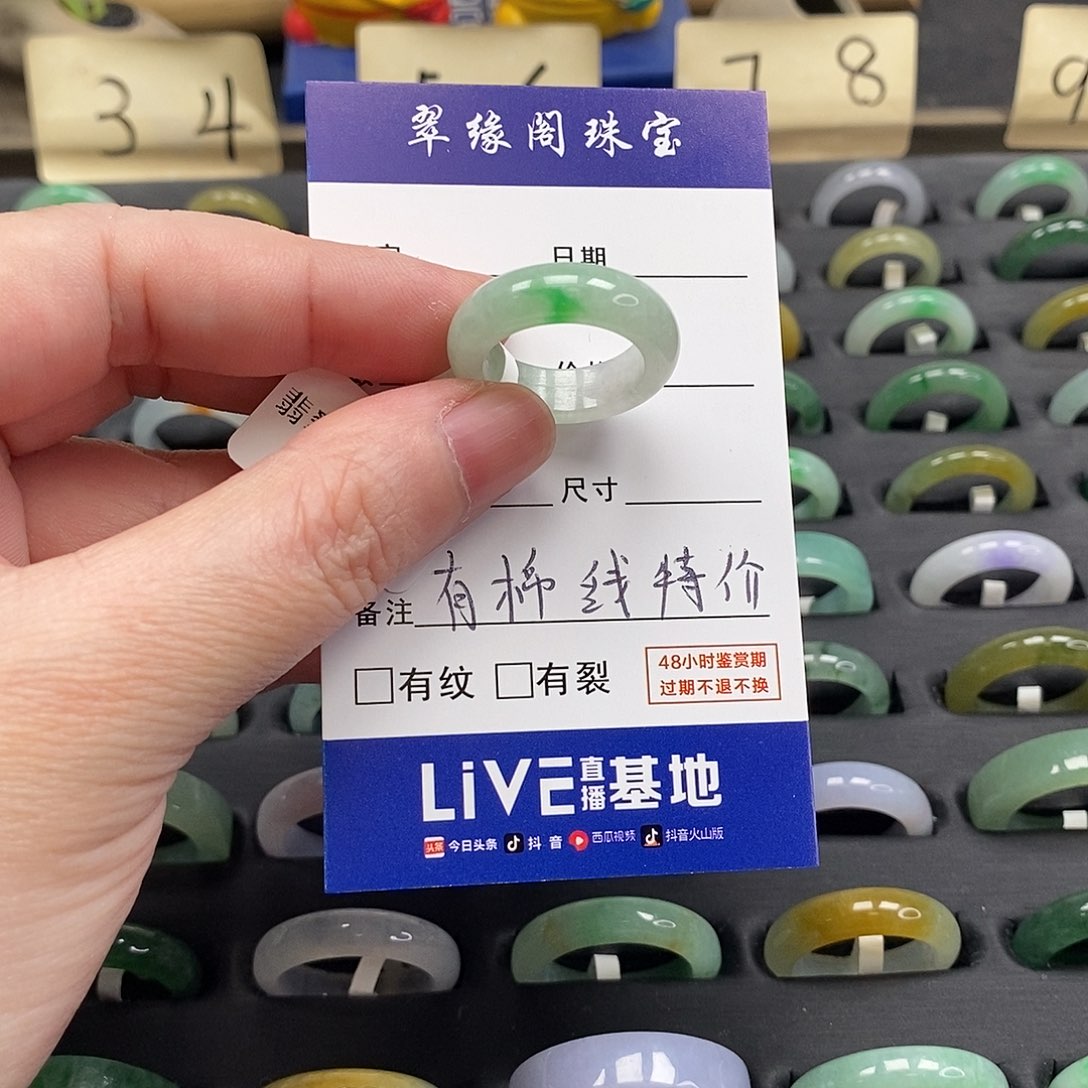 3 4
7 8
9
翠缘阁珠宝
日期
尺寸
备注 有棉线特价
□有纹 □有裂
48小时鉴赏期
过期不退不换
LiVE直播基地
头条 今日头条 抖音 西瓜视频 抖音火山版